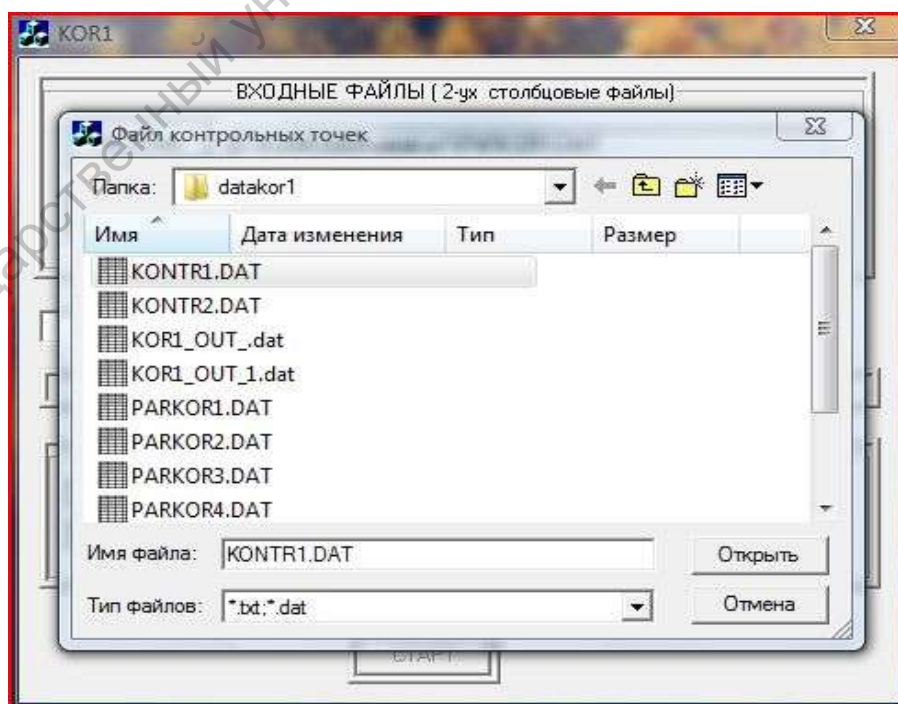 KOR1
ВХОДНЫЕ ФАЙЛЫ ( 2-ух столбцовые файлы)
Файл контрольных точек
Папка: datakor1
Имя Дата изменения Тип Размер
KONTR1.DAT
KONTR2.DAT
KOR1_OUT_.dat
KOR1_OUT_1.dat
PARKOR1.DAT
PARKOR2.DAT
PARKOR3.DAT
PARKOR4.DAT
Имя файла: KONTR1.DAT Открыть
Тип файлов: *.txt;*.dat Отмена
СТАРТ